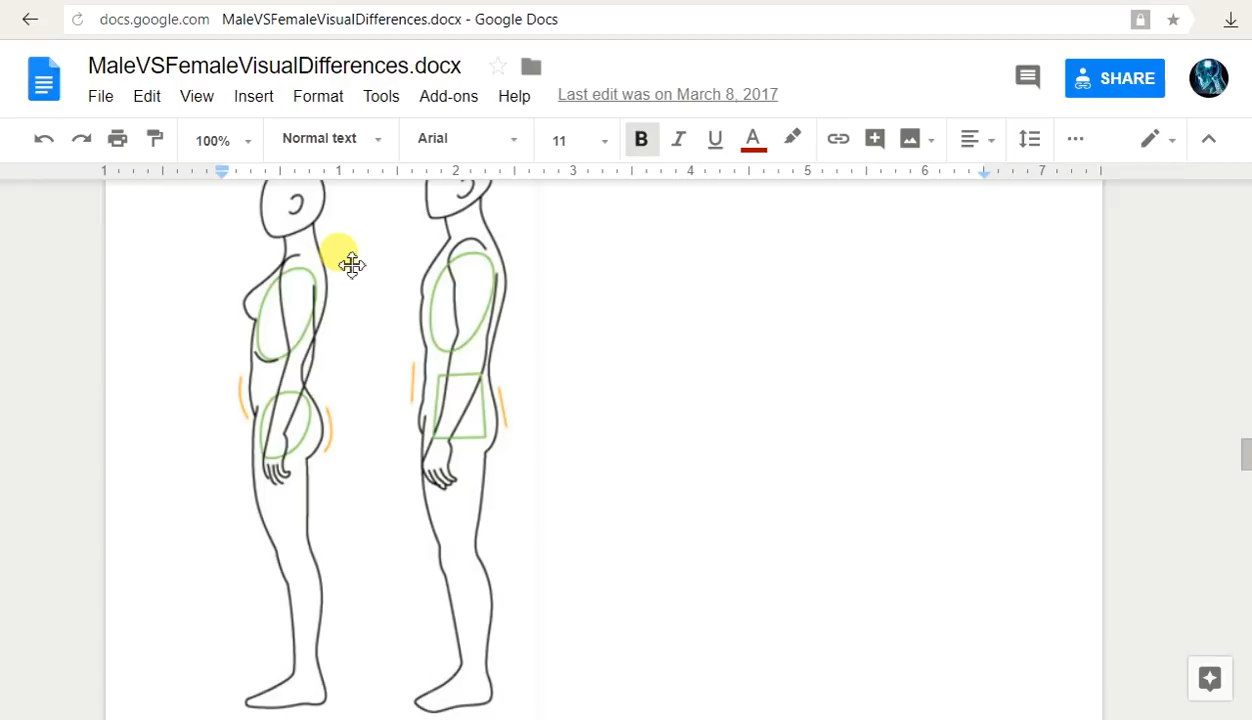 docs.google.com MaleVSFemaleVisualDifferences.docx - Google Docs
MaleVSFemaleVisualDifferences.docx
SHARE
File Edit View Insert Format Tools Add-ons Help Last edit was on March 8, 2017
100% Normal text Arial 11 B I U A
1 1 2 3 4 5 6 7